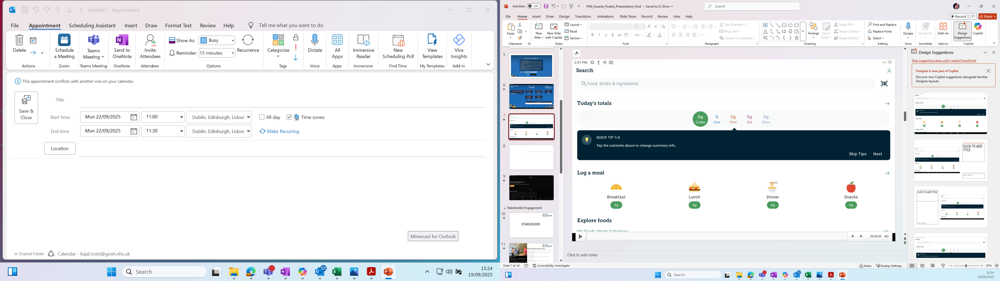 Untitled - Appointment
File Appointment Scheduling Assistant Insert Draw Format Text Review Help Tell me what you want to do
Delete
Schedule a Meeting
Teams Meeting
Send to OneNote
Invite Attendees
Show As: Busy
Reminder: 15 minutes
Recurrence
Categorize
Dictate
All Apps
Immersive Reader
New Scheduling Poll
View Templates
Viva Insights
Actions Zoom Teams Meeting OneNote Attendees Options Tags Voice Apps Immersive Find Time My Templates Add-in
This appointment conflicts with another one on your calendar.
Save & Close
Title
Start time Mon 22/09/2025 11:00 Dublin, Edinburgh, Lisbor All day Time zones
End time Mon 22/09/2025 11:30 Dublin, Edinburgh, Lisbor Make Recurring
Location
Mimecast for Outlook
In Shared Folder Calendar - Kajal.Joshi@gosh.nhs.uk
Search
15:24
19/09/2025
AutoSave Off PEN_Awards_Finalist_Presentationi_final • Saved to O: Drive Search
File Home Insert Draw Design Transitions Animations Slide Show Record Review View Help Record Share
Paste
New Slide
New Slide with Copilot
Layout
Reset
Section
14
Text Direction
Align Text
Convert to SmartArt
Arrange
Quick Styles
Shape Fill
Shape Outline
Shape Effects
Find and Replace
Replace Fonts
Select
Dictate
Sensitivity
Add-ins
Design Suggestions
Copilot
Clipboard Slides Font Paragraph Drawing Editing Voice Sensitivity Add-ins Copilot
5
Terms & Conditions
6
7
8
9
Stakeholder Engagement
10
STAKEHOLDER
11
2:01 PM
Search
Food, drinks & ingredients
Today's totals
0g Carbs
0 Cals
0g Prot
0g Fat
0g Fibre
QUICK TIP 1/4
Tap the nutrients above to change summary info.
Skip Tips Next
Log a meal
Breakfast Lunch Dinner Snacks
0g 0g 0g 0g
Explore foods
My Foods, Meals & Recipes
00:00.00
Click to add notes
Design Suggestions
Stop suggesting ideas until I restart PowerPoint
Designer is now part of Copilot
Discover new Copilot suggestions alongside familiar
Designer layouts.
CLICK TO ADD TITLE
CLICK TO ADD TITLE
Slide 7 of 18 Accessibility: Investigate Notes Display Settings 97%
Search
15:24
19/09/2025